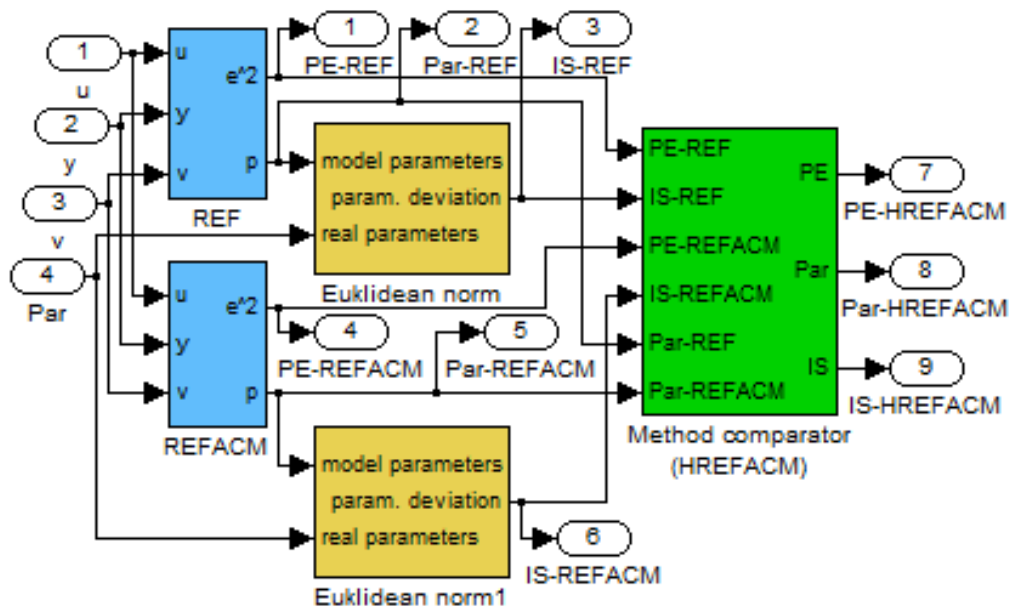 1
u
2
y
3
v
4
Par
u
e^2
y
v
p
REF
1
PE-REF
2
Par-REF
3
IS-REF
model parameters
param. deviation
real parameters
Euklidean norm
u
e^2
y
v
p
REFACM
4
PE-REFACM
5
Par-REFACM
model parameters
param. deviation
real parameters
Euklidean norm1
6
IS-REFACM
PE-REF
PE
IS-REF
PE-REFACM
Par
IS-REFACM
Par-REF
IS
Par-REFACM
Method comparator
(HREFACM)
7
PE-HREFACM
8
Par-HREFACM
9
IS-HREFACM